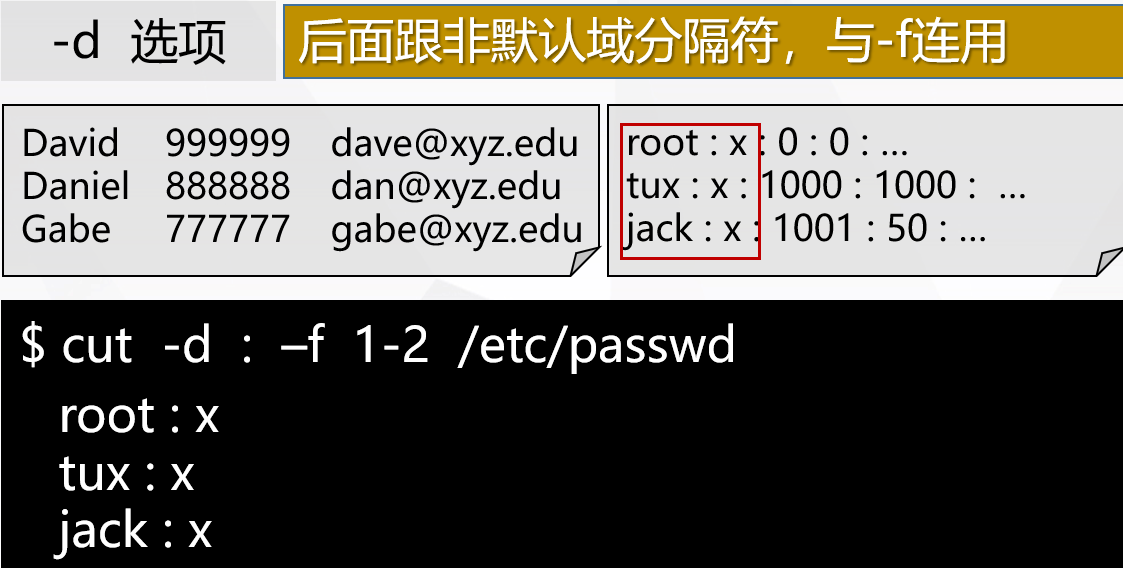 -d 选项
后面跟非默认域分隔符，与-f连用
David 999999 dave@xyz.edu
Daniel 888888 dan@xyz.edu
Gabe 777777 gabe@xyz.edu
root : x : 0 : 0 : ...
tux : x : 1000 : 1000 : ...
jack : x : 1001 : 50 : ...
$ cut -d : –f 1-2 /etc/passwd
root : x
tux : x
jack : x